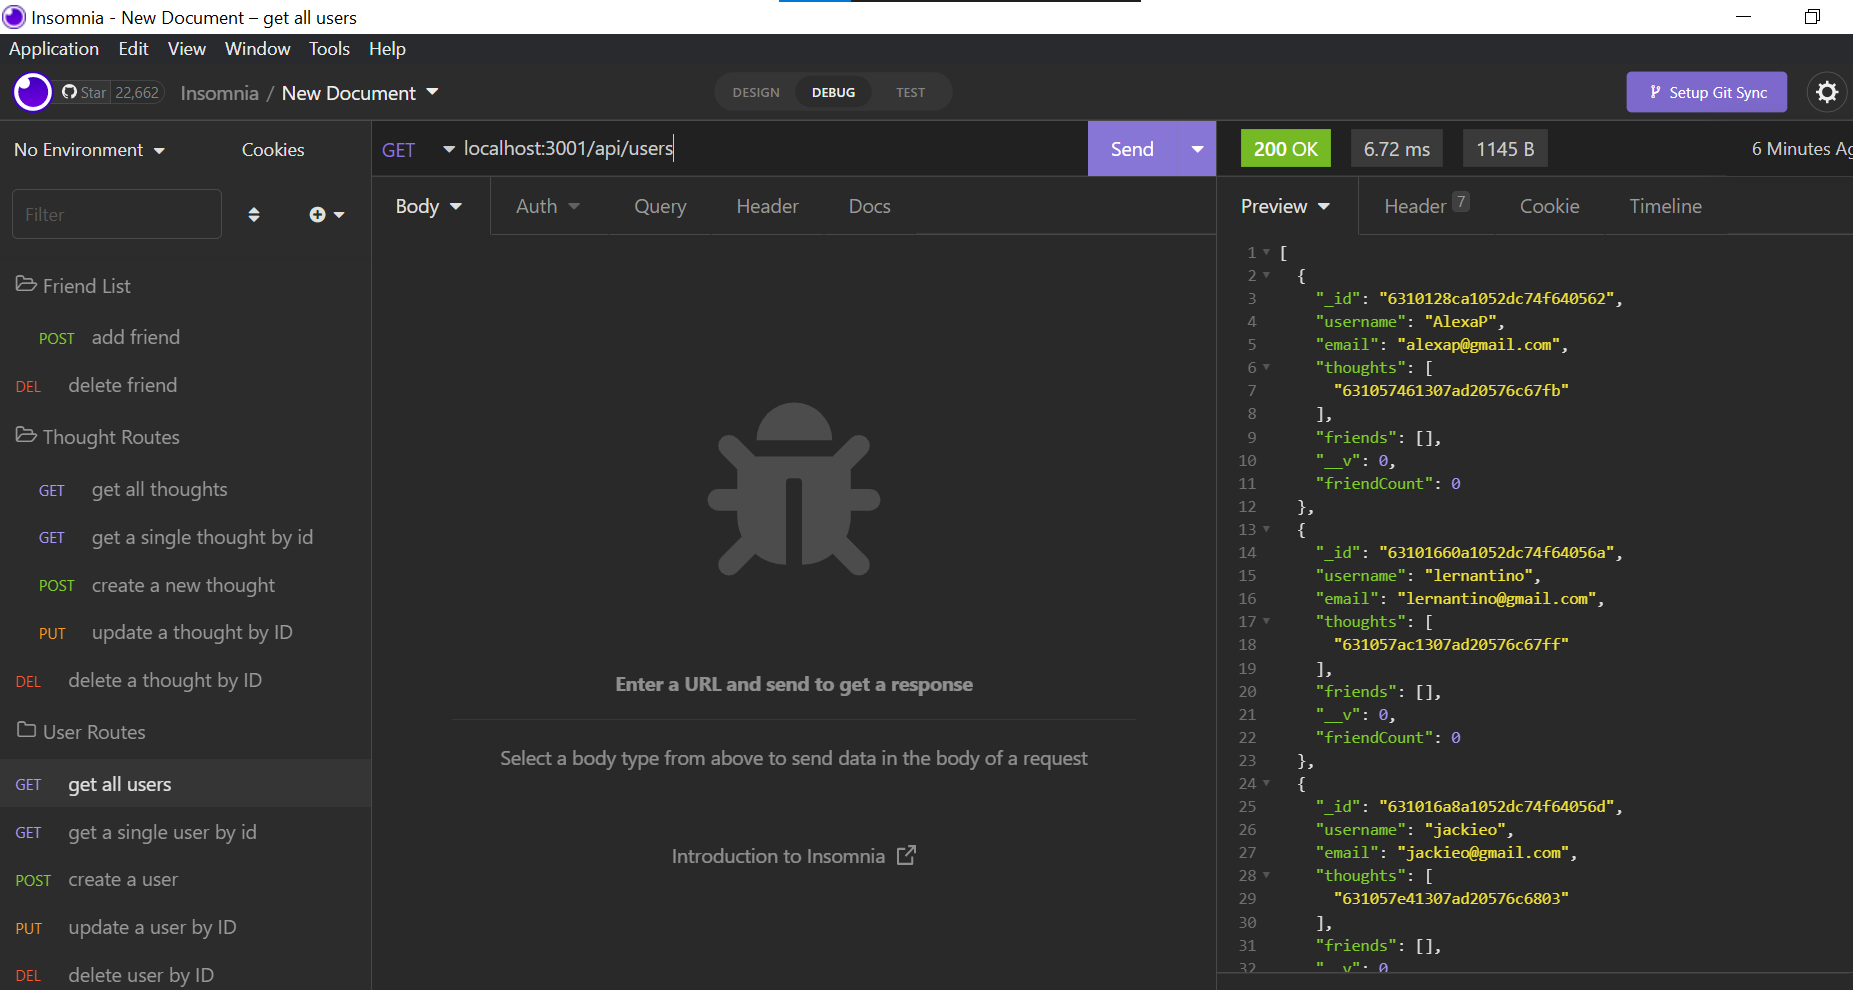 Insomnia - New Document – get all users
Application Edit View Window Tools Help
Star 22,662 Insomnia / New Document
DESIGN DEBUG TEST
Setup Git Sync
No Environment Cookies
GET localhost:3001/api/users
Send
200 OK 6.72 ms 1145 B 6 Minutes Ag
Filter
Body Auth Query Header Docs
Preview Header 7 Cookie Timeline
Friend List
POST add friend
DEL delete friend
Thought Routes
GET get all thoughts
GET get a single thought by id
POST create a new thought
PUT update a thought by ID
DEL delete a thought by ID
User Routes
GET get all users
GET get a single user by id
POST create a user
PUT update a user by ID
DEL delete user by ID
Enter a URL and send to get a response
Select a body type from above to send data in the body of a request
Introduction to Insomnia
1 [
2 {
3 "_id": "6310128ca1052dc74f640562",
4 "username": "AlexaP",
5 "email": "alexap@gmail.com",
6 "thoughts": [
7 "631057461307ad20576c67fb"
8 ],
9 "friends": [],
10 "__v": 0,
11 "friendCount": 0
12 },
13 {
14 "_id": "63101660a1052dc74f64056a",
15 "username": "lernantino",
16 "email": "lernantino@gmail.com",
17 "thoughts": [
18 "631057ac1307ad20576c67ff"
19 ],
20 "friends": [],
21 "__v": 0,
22 "friendCount": 0
23 },
24 {
25 "_id": "631016a8a1052dc74f64056d",
26 "username": "jackieo",
27 "email": "jackieo@gmail.com",
28 "thoughts": [
29 "631057e41307ad20576c6803"
30 ],
31 "friends": [],
32 "__v": 0